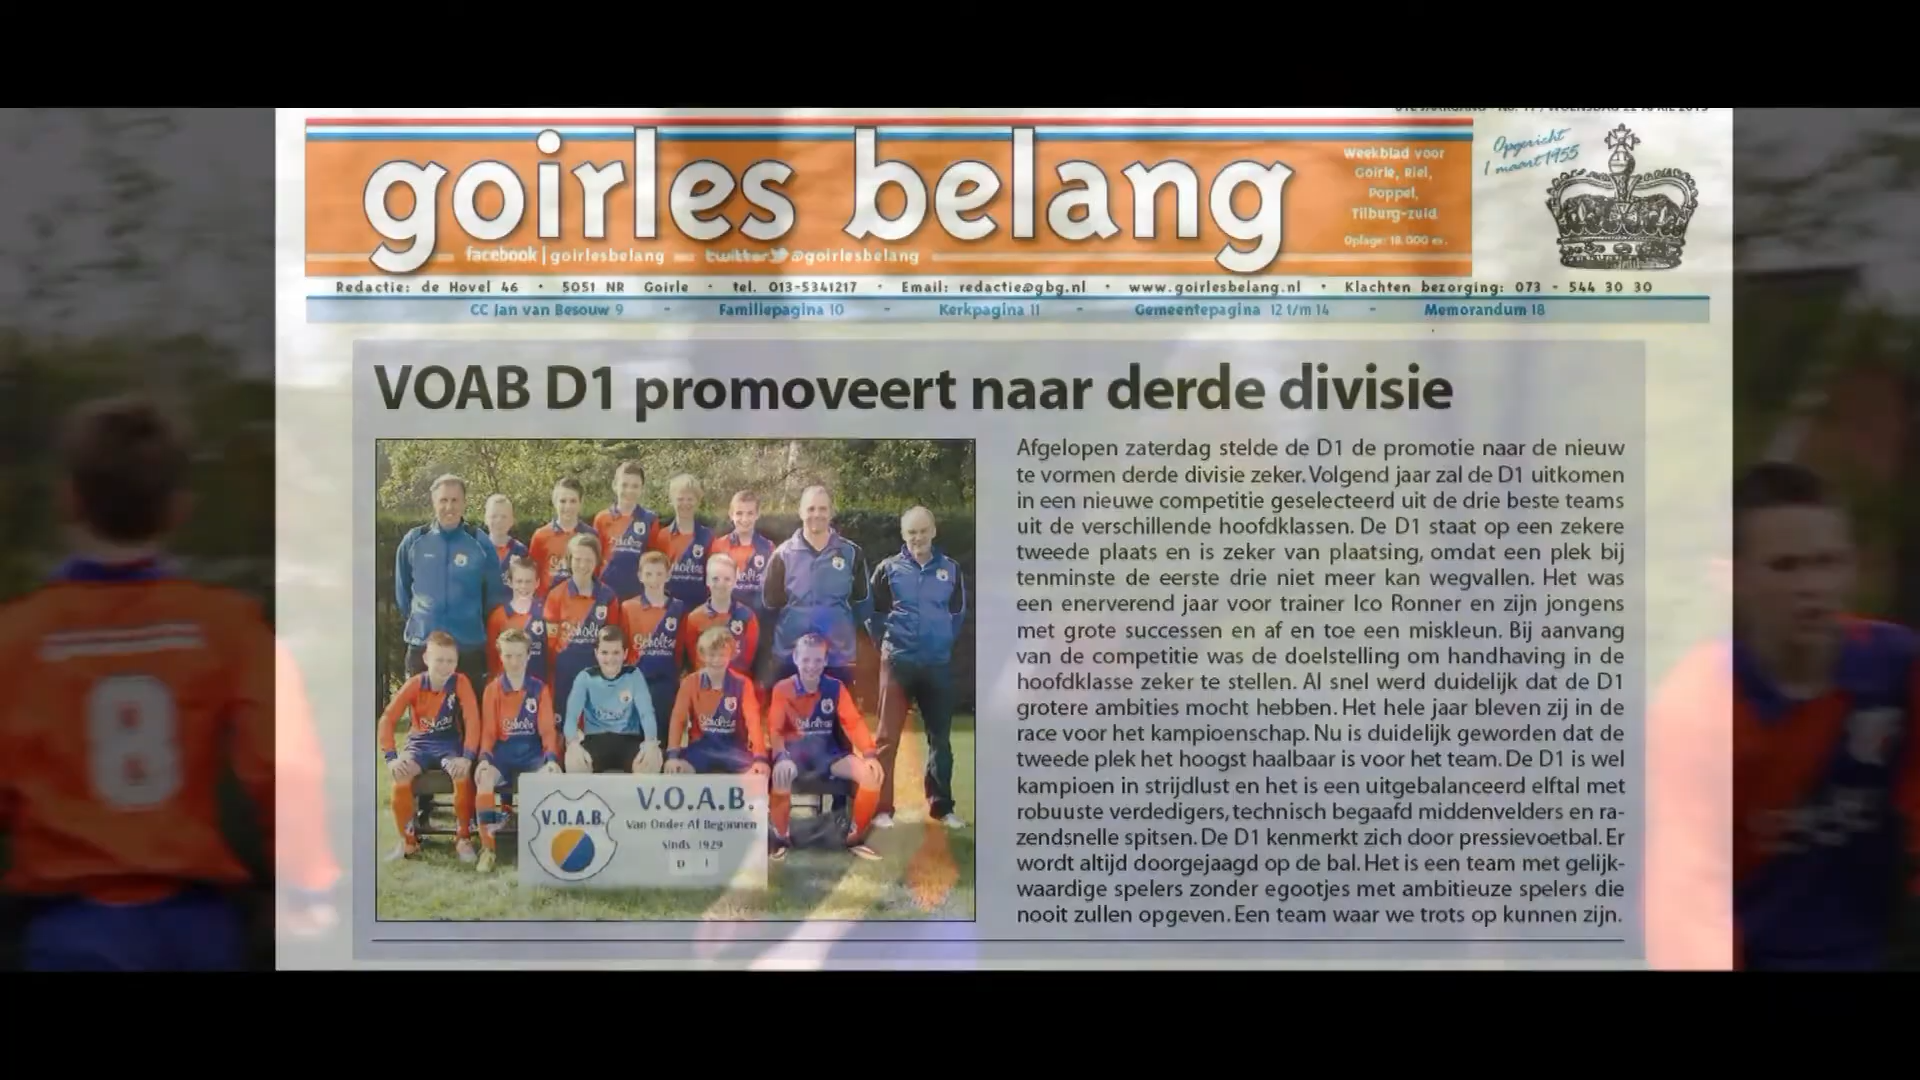 Opgericht
1 maart 1955
goirles belang
Weekblad voor
Goirle, Riel,
Poppel,
Tilburg-zuid
Oplage: 18.000 ex.
facebook | goirlesbelang
twitter @goirlesbelang
Redactie: de Hovel 46 • 5051 NR Goirle • tel. 013-5341217 • Email: redactie@gbg.nl • www.goirlesbelang.nl • Klachten bezorging: 073 - 544 30 30
CC Jan van Besouw 9 - Familiepagina 10 - Kerkpagina 11 - Gemeentepagina 12 t/m 14 - Memorandum 18
VOAB D1 promoveert naar derde divisie
Afgelopen zaterdag stelde de D1 de promotie naar de nieuw
te vormen derde divisie zeker. Volgend jaar zal de D1 uitkomen
in een nieuwe competitie geselecteerd uit de drie beste teams
uit de verschillende hoofdklassen. De D1 staat op een zekere
tweede plaats en is zeker van plaatsing, omdat een plek bij
tenminste de eerste drie niet meer kan wegvallen. Het was
een enerverend jaar voor trainer Ico Ronner en zijn jongens
met grote successen en af en toe een miskleun. Bij aanvang
van de competitie was de doelstelling om handhaving in de
hoofdklasse zeker te stellen. Al snel werd duidelijk dat de D1
grotere ambities mocht hebben. Het hele jaar bleven zij in de
race voor het kampioenschap. Nu is duidelijk geworden dat de
tweede plek het hoogst haalbaar is voor het team. De D1 is wel
kampioen in strijdlust en het is een uitgebalanceerd elftal met
robuuste verdedigers, technisch begaafd middenvelders en ra-
zendsnelle spitsen. De D1 kenmerkt zich door pressievoetbal. Er
wordt altijd doorgejaagd op de bal. Het is een team met gelijk-
waardige spelers zonder egootjes met ambitieuze spelers die
nooit zullen opgeven. Een team waar we trots op kunnen zijn.
V.O.A.B.
V.O.A.B.
Van Onder Af Begonnen
Sinds 1929
D 1
8